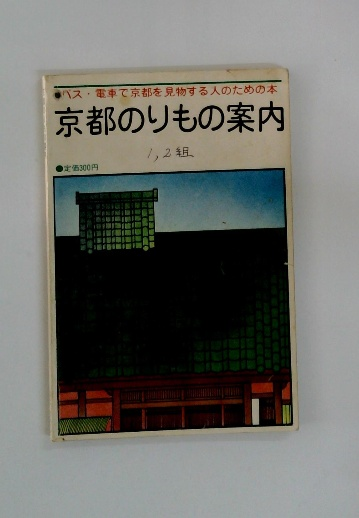 ●バス・電車で京都を見物する人のための本
京都のりもの案内
1,2組
●定価300円